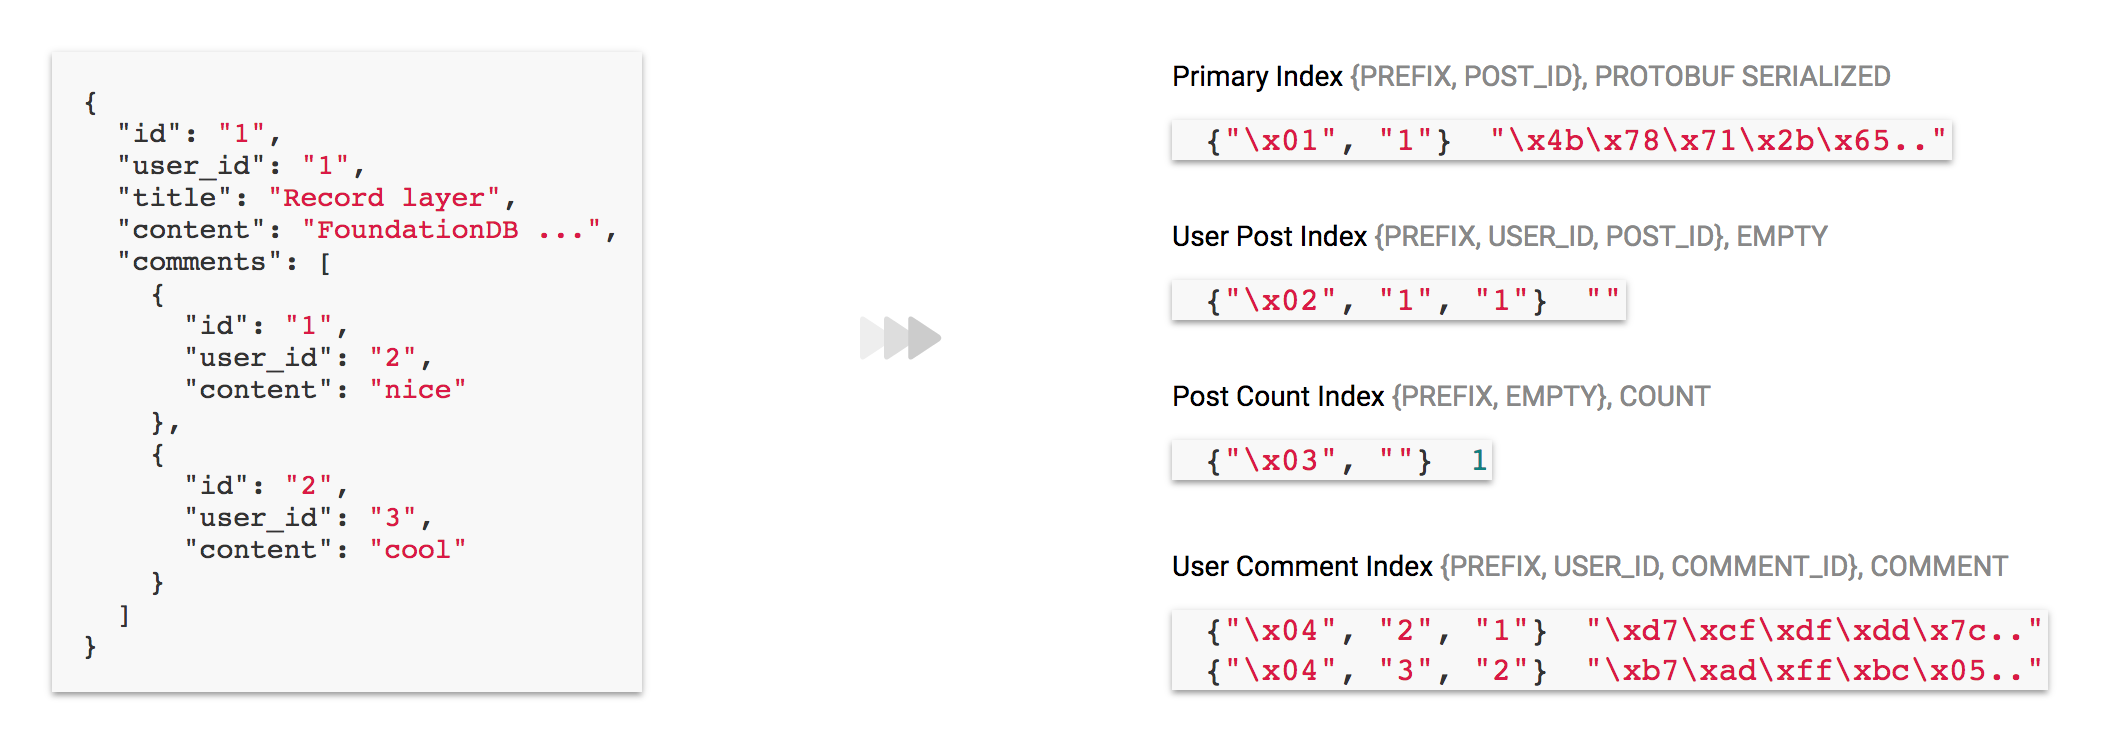 {
  "id": "1",
  "user_id": "1",
  "title": "Record layer",
  "content": "FoundationDB ...",
  "comments": [
    {
      "id": "1",
      "user_id": "2",
      "content": "nice"
    },
    {
      "id": "2",
      "user_id": "3",
      "content": "cool"
    }
  ]
}
Primary Index {PREFIX, POST_ID}, PROTOBUF SERIALIZED
{"\x01", "1"}  "\x4b\x78\x71\x2b\x65.."
User Post Index {PREFIX, USER_ID, POST_ID}, EMPTY
{"\x02", "1", "1"}  ""
Post Count Index {PREFIX, EMPTY}, COUNT
{"\x03", ""}  1
User Comment Index {PREFIX, USER_ID, COMMENT_ID}, COMMENT
{"\x04", "2", "1"}  "\xd7\xcf\xdf\xdd\x7c.."
{"\x04", "3", "2"}  "\xb7\xad\xff\xbc\x05.."